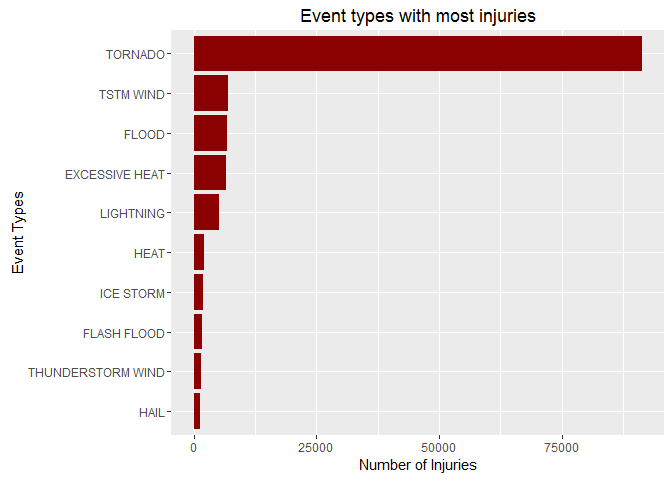 Event types with most injuries
Event Types
TORNADO
TSTM WIND
FLOOD
EXCESSIVE HEAT
LIGHTNING
HEAT
ICE STORM
FLASH FLOOD
THUNDERSTORM WIND
HAIL
0 25000 50000 75000
Number of Injuries